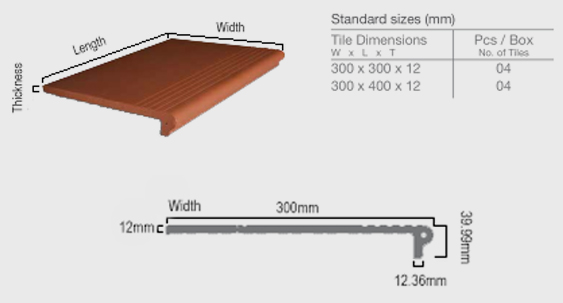 Length
Width
Thickness
Standard sizes (mm)
Tile Dimensions Pcs / Box
W x L x T No. of Tiles
300 x 300 x 12 04
300 x 400 x 12 04
Width 300mm
12mm
39.99mm
12.36mm